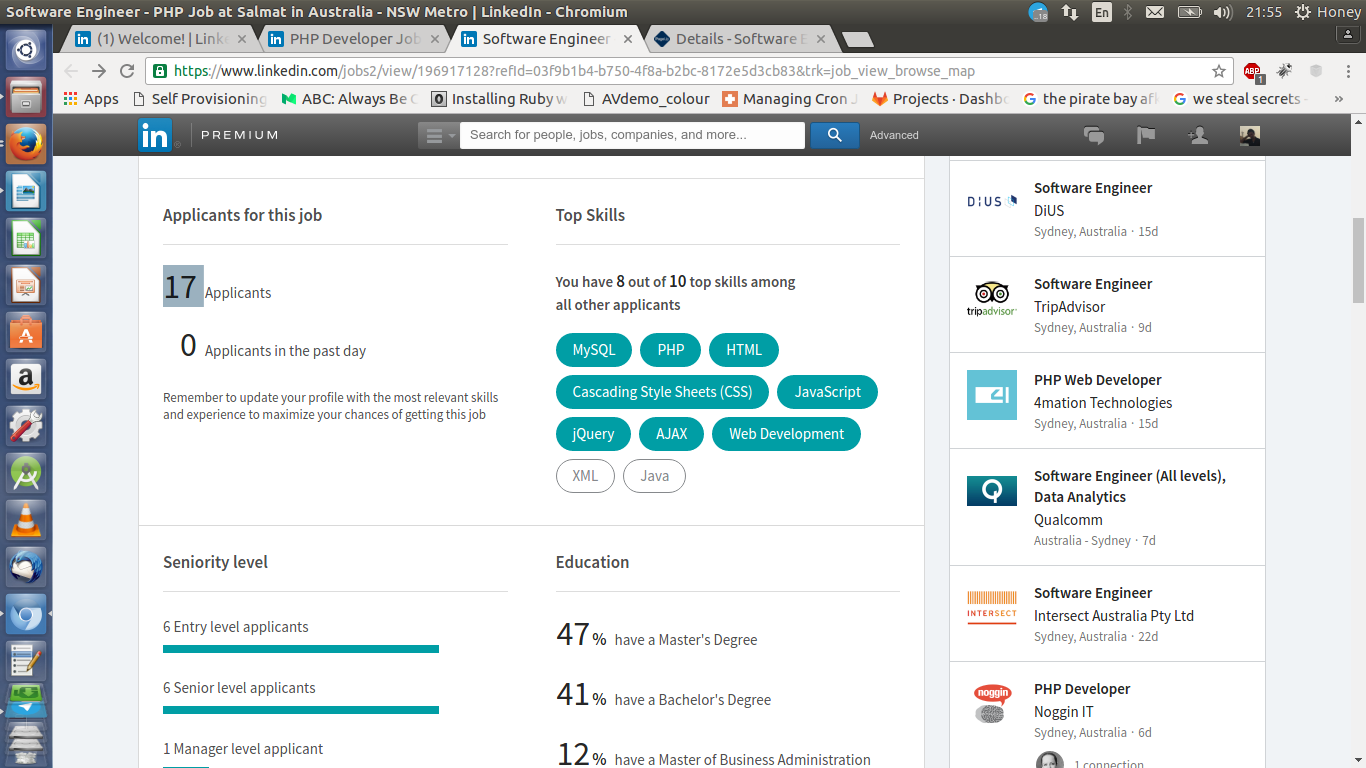 Software Engineer - PHP Job at Salmat in Australia - NSW Metro | LinkedIn - Chromium
18
En
21:55
Honey
(1) Welcome! | Link
PHP Developer Job
Software Engineer
Details - Software E
https://www.linkedin.com/jobs2/view/196917128?refId=03f9b1b4-b750-4f8a-b2bc-8172e5d3cb83&trk=job_view_browse_map
ABP
1
Apps
Self Provisioning
ABC: Always Be C
Installing Ruby w
AVdemo_colour
Managing Cron J
Projects · Dashbo
the pirate bay afk
we steal secrets -
»
in
PREMIUM
Search for people, jobs, companies, and more...
Advanced
Applicants for this job
17 Applicants
0 Applicants in the past day
Remember to update your profile with the most relevant skills
and experience to maximize your chances of getting this job
Top Skills
You have 8 out of 10 top skills among
all other applicants
MySQL
PHP
HTML
Cascading Style Sheets (CSS)
JavaScript
jQuery
AJAX
Web Development
XML
Java
Seniority level
6 Entry level applicants
6 Senior level applicants
1 Manager level applicant
Education
47% have a Master's Degree
41% have a Bachelor's Degree
12% have a Master of Business Administration
DiUS
Software Engineer
DiUS
Sydney, Australia · 15d
tripadvisor
Software Engineer
TripAdvisor
Sydney, Australia · 9d
PHP Web Developer
4mation Technologies
Sydney, Australia · 15d
Software Engineer (All levels),
Data Analytics
Qualcomm
Australia - Sydney · 7d
INTERSECT
Software Engineer
Intersect Australia Pty Ltd
Sydney, Australia · 22d
noggin
PHP Developer
Noggin IT
Sydney, Australia · 6d
1 connection